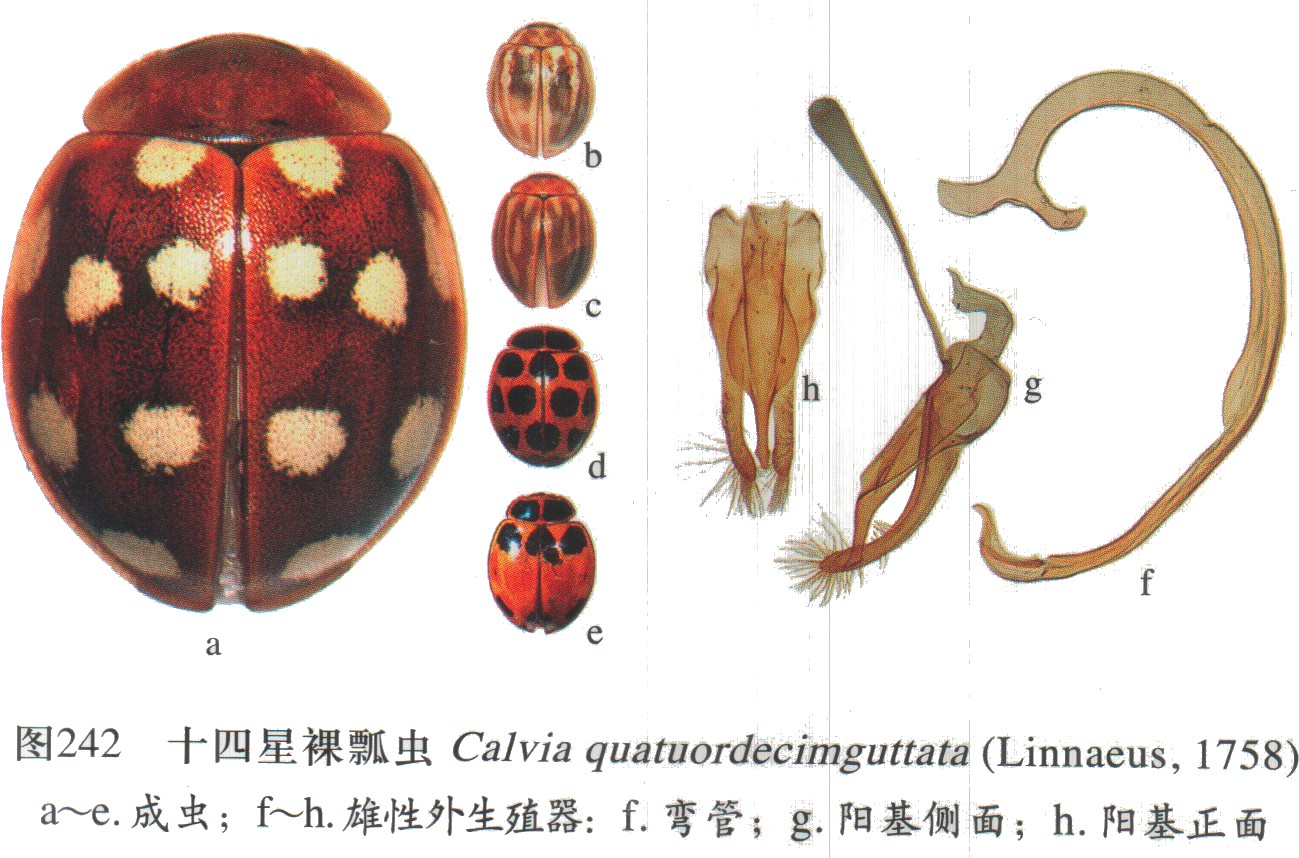 b
c
d
e
a
h
g
f
图242 十四星裸瓢虫 Calvia quatuordecimguttata (Linnaeus, 1758)
a~e. 成虫；f~h. 雄性外生殖器：f. 弯管；g. 阳基侧面；h. 阳基正面